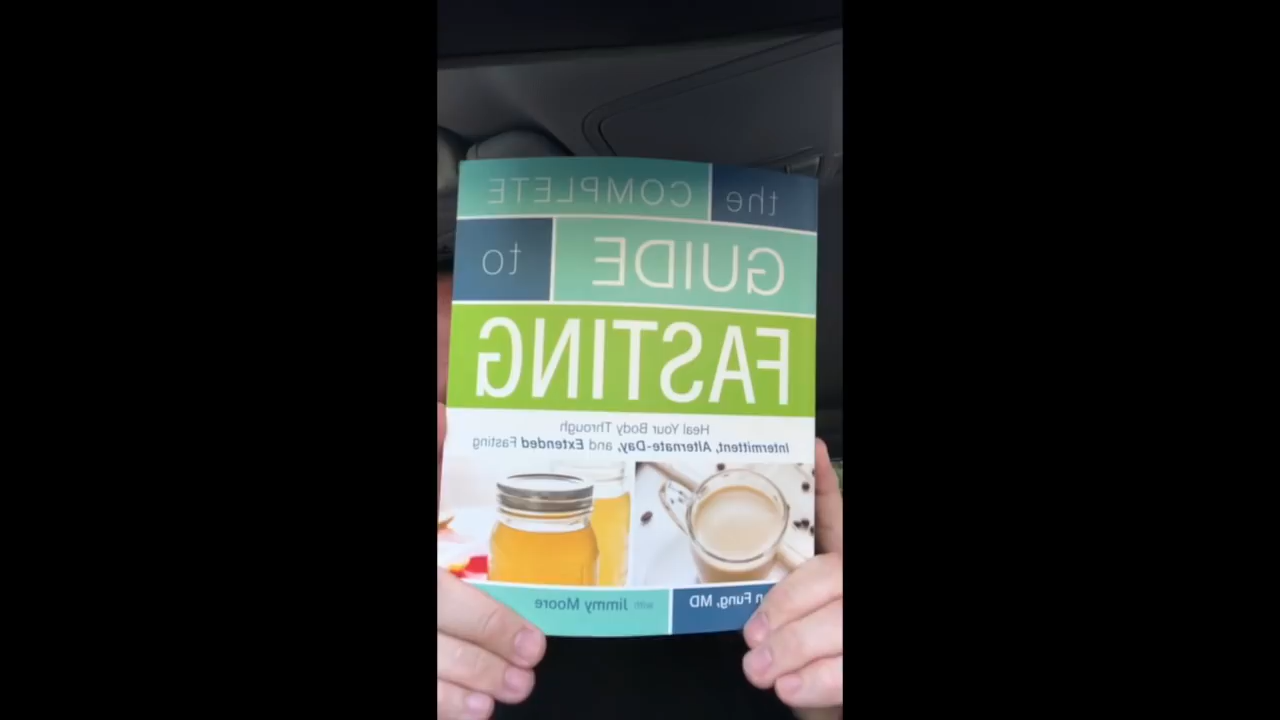 the COMPLETE
GUIDE to
FASTING
Heal Your Body Through
Intermittent, Alternate-Day, and Extended Fasting
n Fung, MD with Jimmy Moore